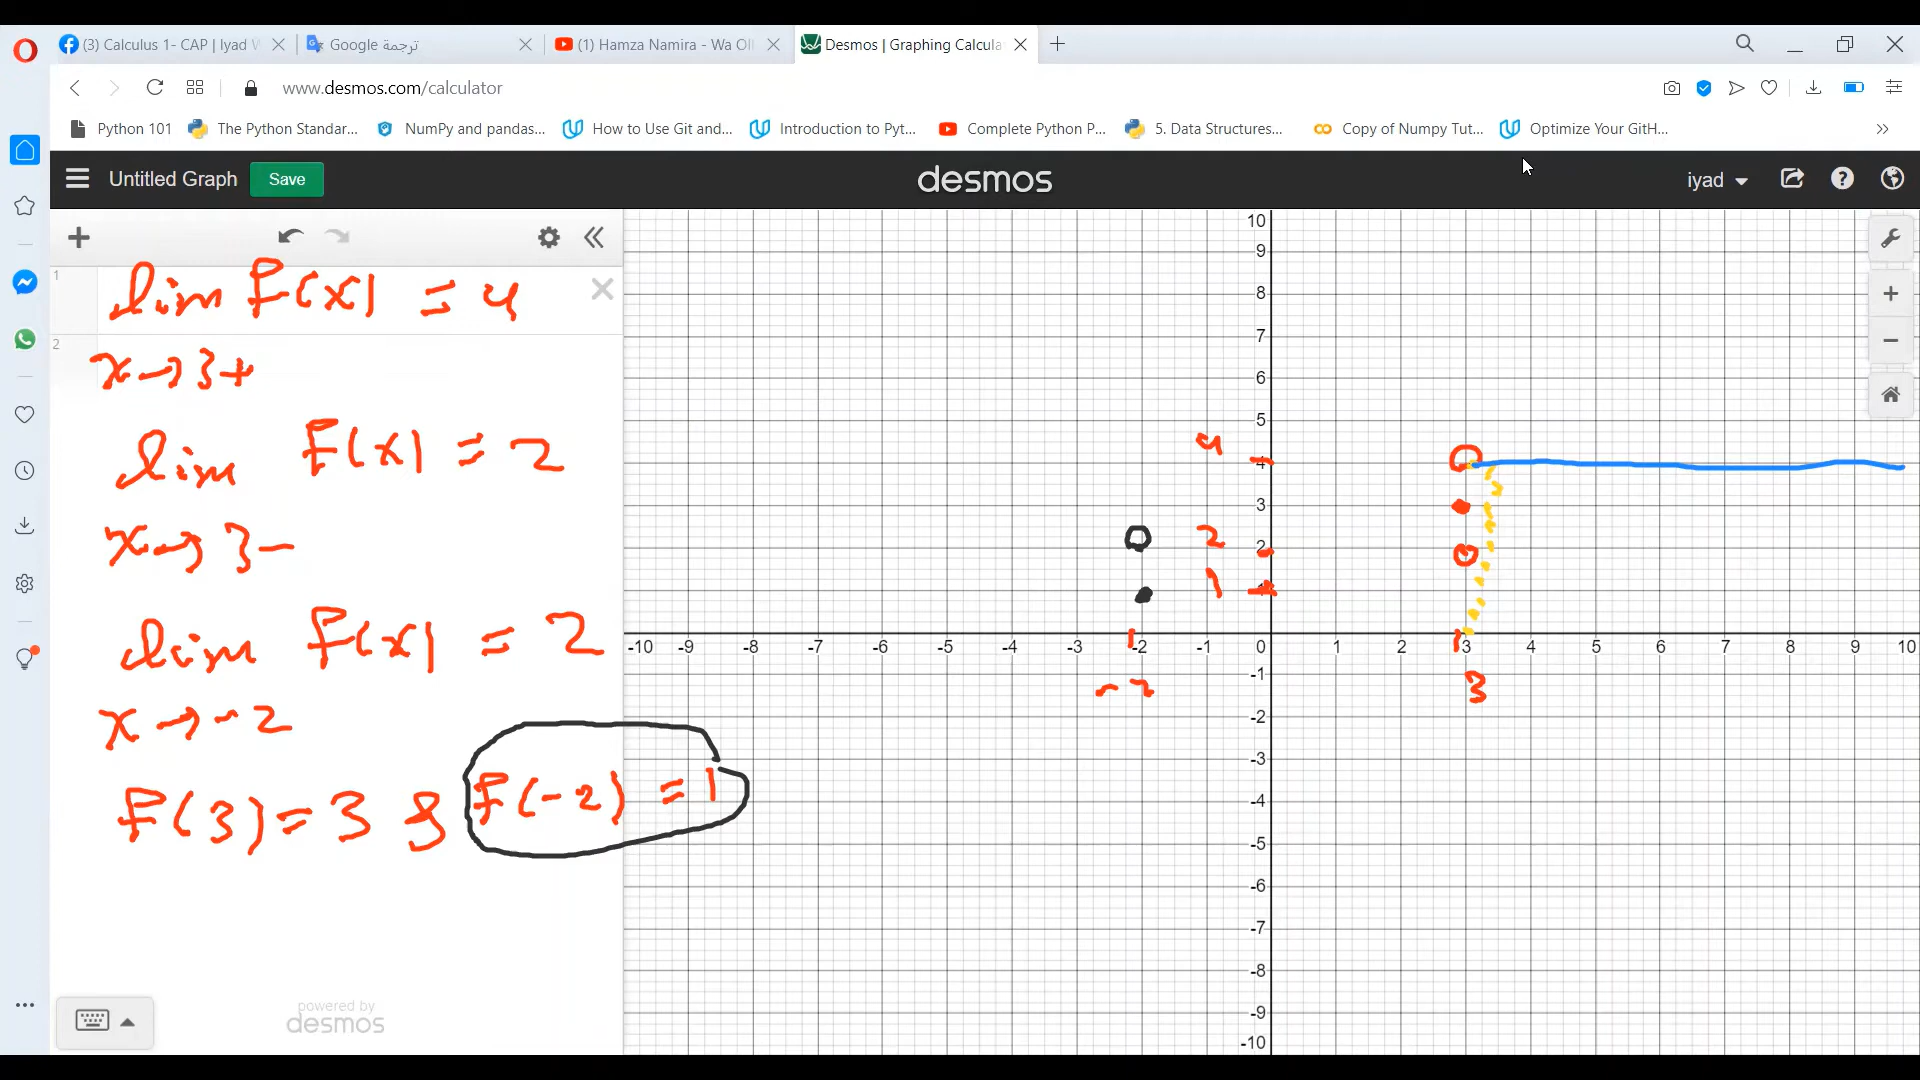 (3) Calculus 1- CAP | Iyad W
ترجمة Google
(1) Hamza Namira - Wa Oll
Desmos | Graphing Calcula
www.desmos.com/calculator
Python 101
The Python Standar...
NumPy and pandas...
How to Use Git and...
Introduction to Pyt...
Complete Python P...
5. Data Structures...
Copy of Numpy Tut...
Optimize Your GitH...
Untitled Graph
Save
desmos
iyad
1
lim F(x) = 4
2
x→3+
lim F(x) = 2
x→3-
lim F(x) = 2
x→-2
F(3)=3 & F(-2) = 1
powered by
desmos
10
9
8
7
6
5
4
4
3
2
2
1
1
-10 -9 -8 -7 -6 -5 -4 -3 -2 -1 0 1 2 3 4 5 6 7 8 9 10
-1
-2
3
-2
-3
-4
-5
-6
-7
-8
-9
-10